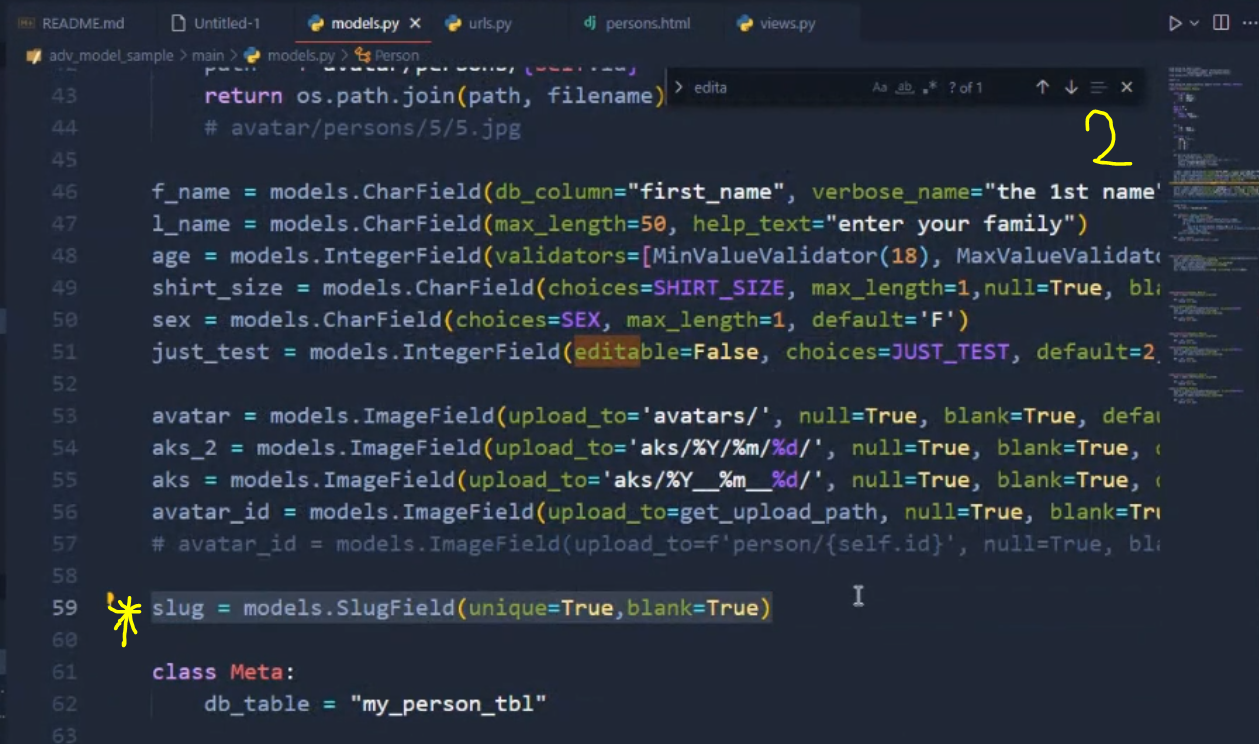 README.md Untitled-1 models.py urls.py persons.html views.py
adv_model_sample > main > models.py > Person
edita Aa ab ? of 1
43 return os.path.join(path, filename)
44 # avatar/persons/5/5.jpg
2
45
46 f_name = models.CharField(db_column="first_name", verbose_name="the 1st name"
47 l_name = models.CharField(max_length=50, help_text="enter your family")
48 age = models.IntegerField(validators=[MinValueValidator(18), MaxValueValidato
49 shirt_size = models.CharField(choices=SHIRT_SIZE, max_length=1,null=True, bla
50 sex = models.CharField(choices=SEX, max_length=1, default='F')
51 just_test = models.IntegerField(editable=False, choices=JUST_TEST, default=2
52
53 avatar = models.ImageField(upload_to='avatars/', null=True, blank=True, defau
54 aks_2 = models.ImageField(upload_to='aks/%Y/%m/%d/', null=True, blank=True,
55 aks = models.ImageField(upload_to='aks/%Y__%m__%d/', null=True, blank=True,
56 avatar_id = models.ImageField(upload_to=get_upload_path, null=True, blank=Tru
57 # avatar_id = models.ImageField(upload_to=f'person/{self.id}', null=True, bla
58
59 * slug = models.SlugField(unique=True,blank=True)
60
61 class Meta:
62 db_table = "my_person_tbl"
63